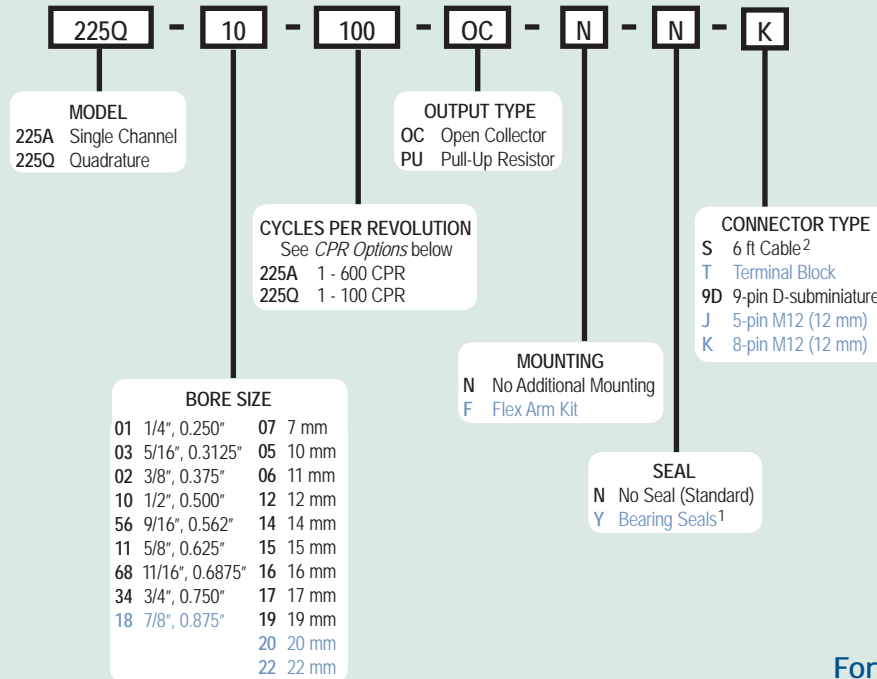 225Q - 10 - 100 - OC - N - N - K
MODEL
225A Single Channel
225Q Quadrature
OUTPUT TYPE
OC Open Collector
PU Pull-Up Resistor
CYCLES PER REVOLUTION
See CPR Options below
225A 1 - 600 CPR
225Q 1 - 100 CPR
CONNECTOR TYPE
S 6 ft Cable2
T Terminal Block
9D 9-pin D-subminiature
J 5-pin M12 (12 mm)
K 8-pin M12 (12 mm)
MOUNTING
N No Additional Mounting
F Flex Arm Kit
BORE SIZE
01 1/4", 0.250" 07 7 mm
03 5/16", 0.3125" 05 10 mm
02 3/8", 0.375" 06 11 mm
10 1/2", 0.500" 12 12 mm
56 9/16", 0.562" 14 14 mm
11 5/8", 0.625" 15 15 mm
68 11/16", 0.6875" 16 16 mm
34 3/4", 0.750" 17 17 mm
18 7/8", 0.875" 19 19 mm
20 20 mm
22 22 mm
SEAL
N No Seal (Standard)
Y Bearing Seals1
For